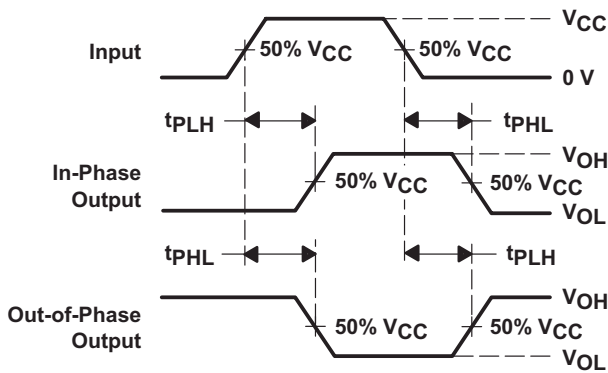 VCC
Input
50% VCC
50% VCC
0 V
tPLH
tPHL
VOH
In-Phase
Output
50% VCC
50% VCC
VOL
tPHL
tPLH
VOH
Out-of-Phase
Output
50% VCC
50% VCC
VOL